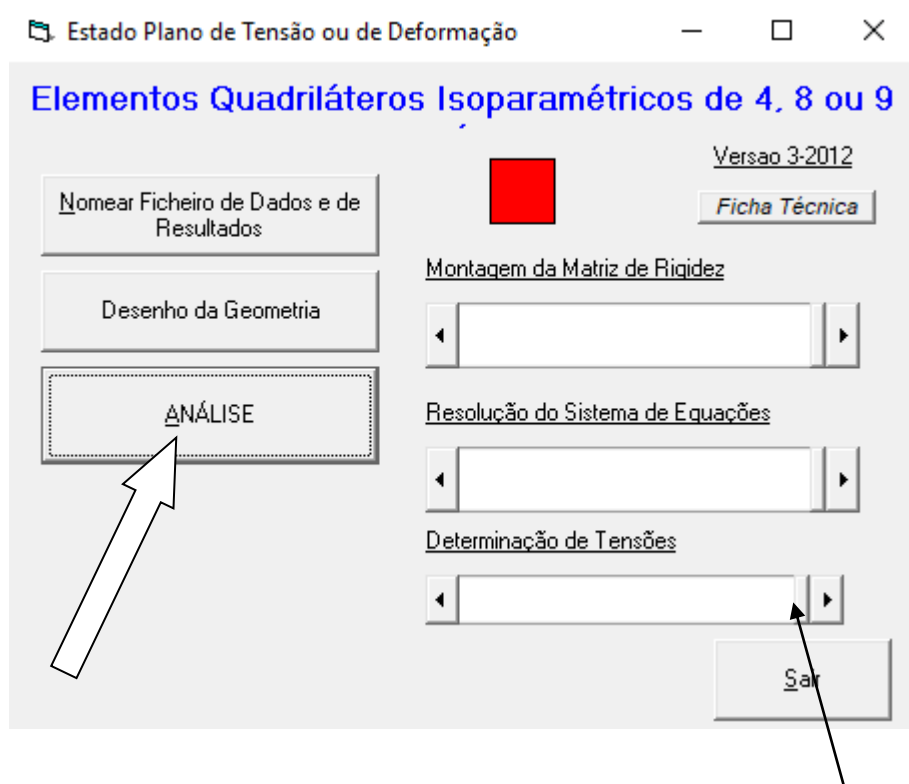 Estado Plano de Tensão ou de Deformação
Elementos Quadriláteros Isoparamétricos de 4, 8 ou 9
Versao 3-2012
Nomear Ficheiro de Dados e de
Resultados
Ficha Técnica
Montagem da Matriz de Rigidez
Desenho da Geometria
ANÁLISE
Resolução do Sistema de Equações
Determinação de Tensões
Sair